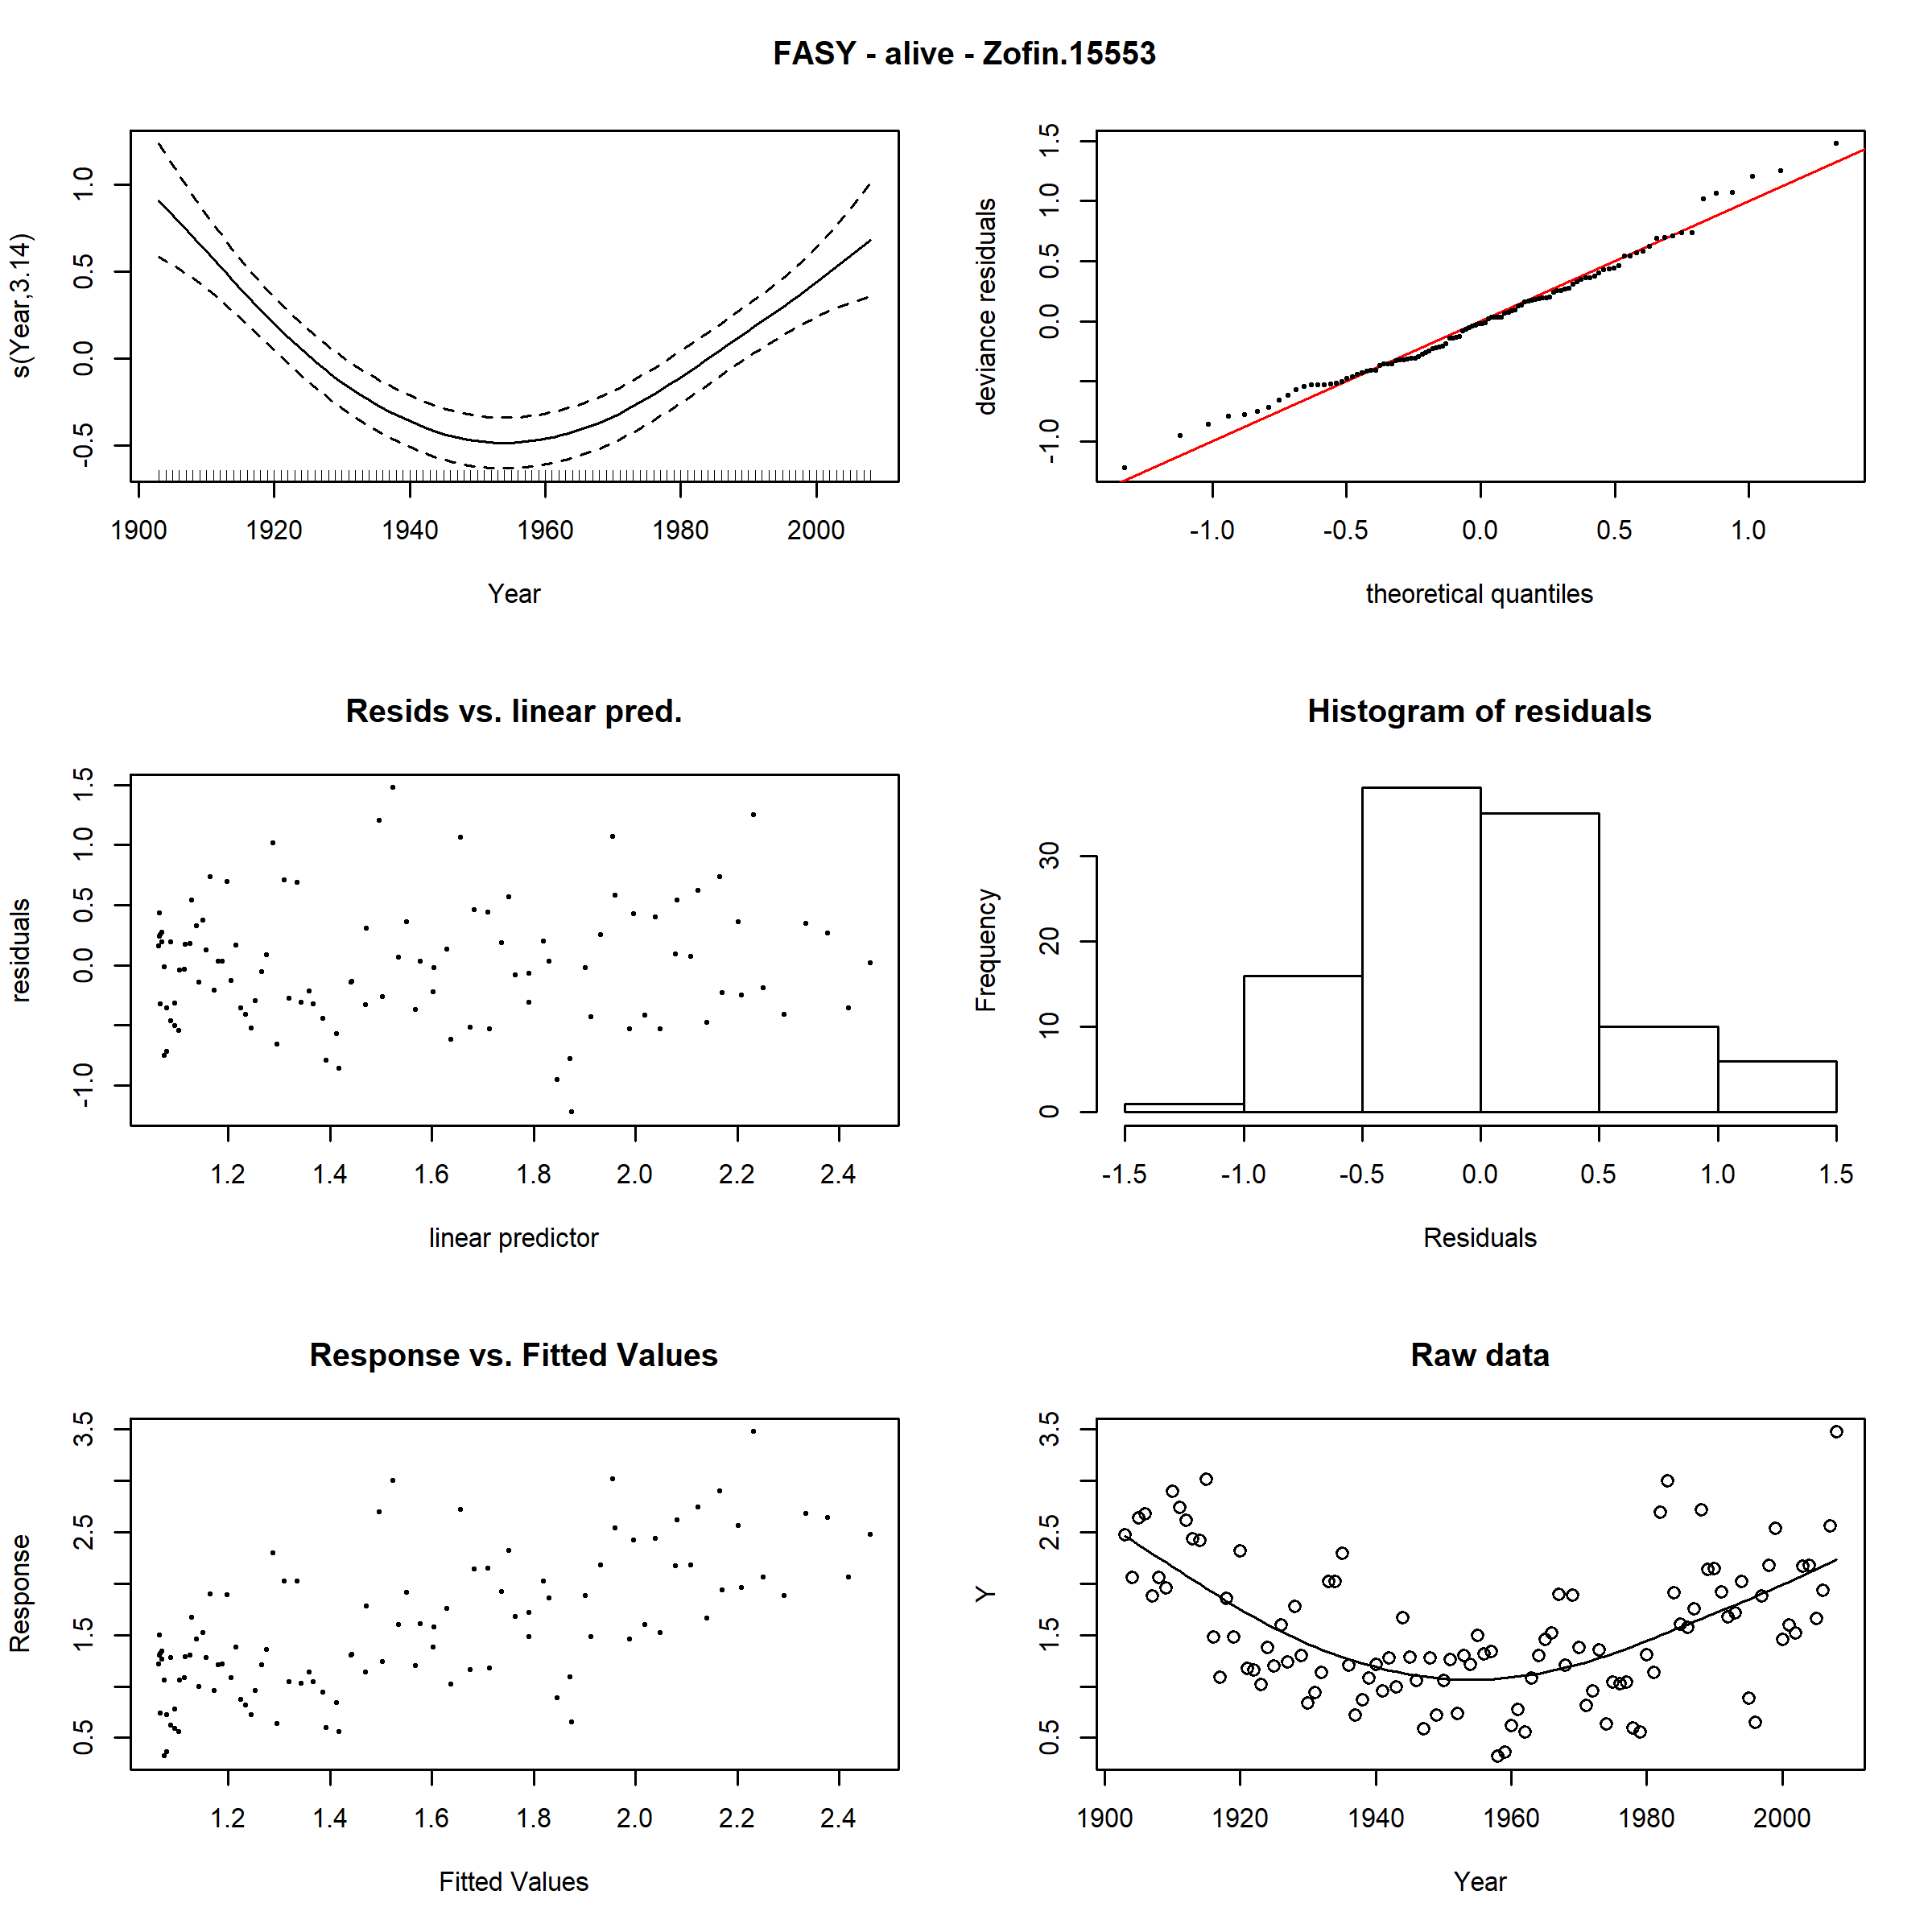 FASY - alive - Zofin.15553
s(Year,3.14)
1.0
0.5
0.0
-0.5
1900 1920 1940 1960 1980 2000
Year
deviance residuals
1.5
1.0
0.5
0.0
-1.0
-1.0 -0.5 0.0 0.5 1.0
theoretical quantiles
Resids vs. linear pred.
residuals
1.5
1.0
0.5
0.0
-1.0
1.2 1.4 1.6 1.8 2.0 2.2 2.4
linear predictor
Histogram of residuals
Frequency
30
20
10
0
-1.5 -1.0 -0.5 0.0 0.5 1.0 1.5
Residuals
Response vs. Fitted Values
Response
3.5
2.5
1.5
0.5
1.2 1.4 1.6 1.8 2.0 2.2 2.4
Fitted Values
Raw data
Y
3.5
2.5
1.5
0.5
1900 1920 1940 1960 1980 2000
Year